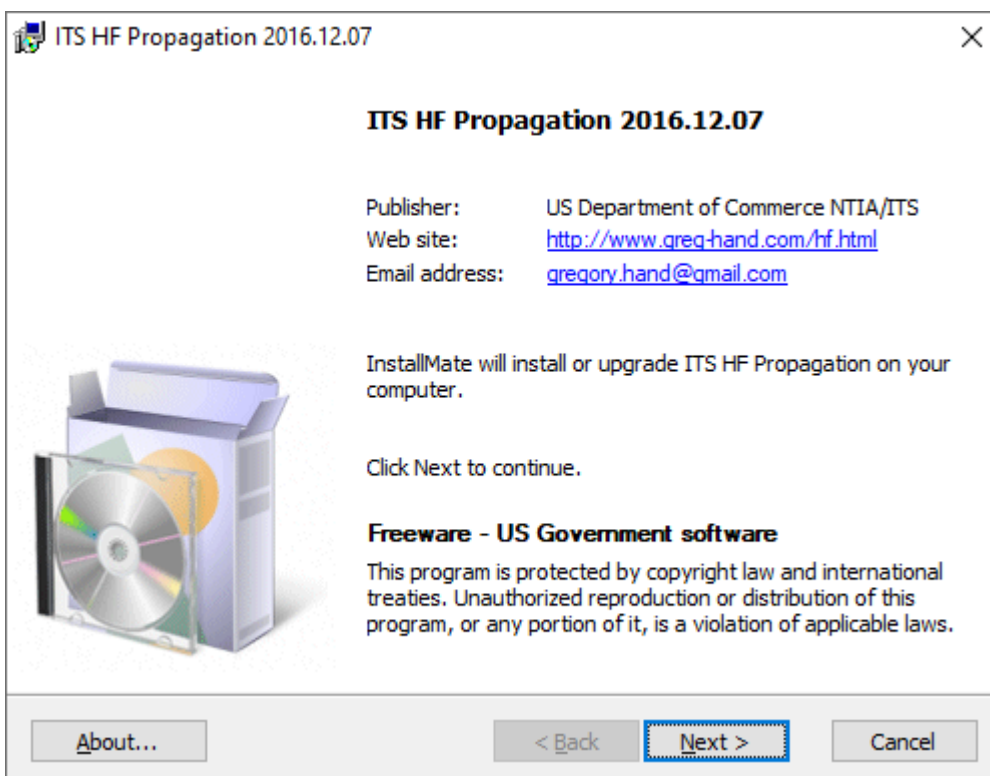 ITS HF Propagation 2016.12.07
ITS HF Propagation 2016.12.07
Publisher: US Department of Commerce NTIA/ITS
Web site: http://www.greg-hand.com/hf.html
Email address: gregory.hand@gmail.com
InstallMate will install or upgrade ITS HF Propagation on your
computer.
Click Next to continue.
Freeware - US Government software
This program is protected by copyright law and international
treaties. Unauthorized reproduction or distribution of this
program, or any portion of it, is a violation of applicable laws.
About... < Back Next > Cancel